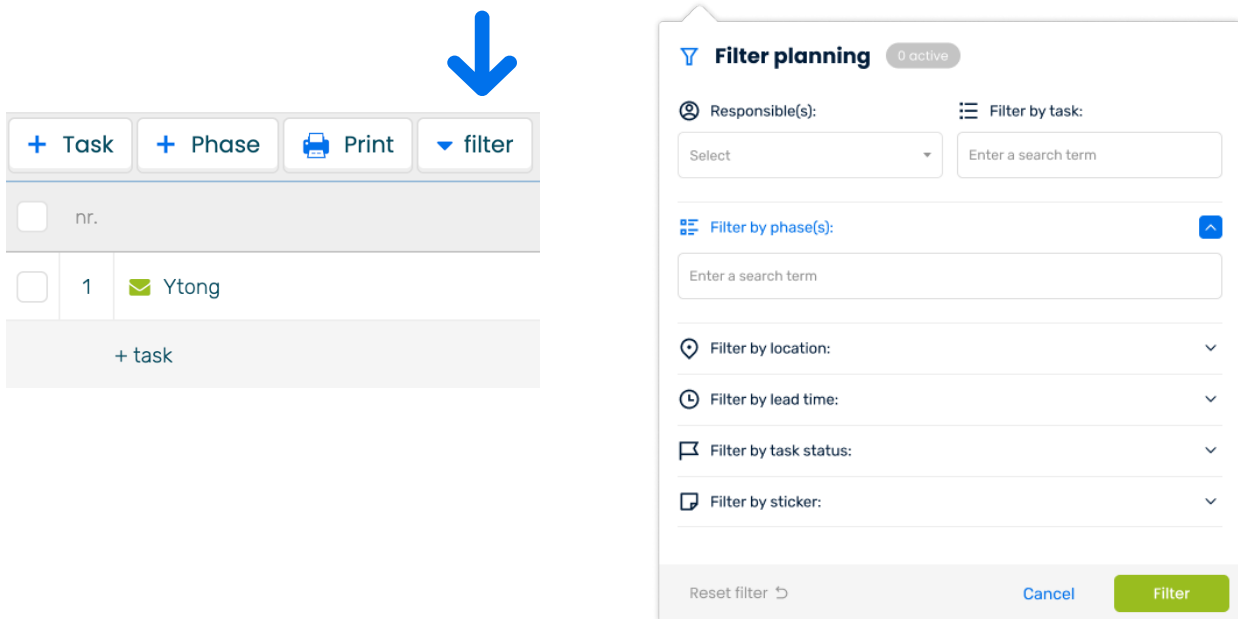 + Task + Phase Print filter
nr.
1 Ytong
+ task
Filter planning 0 active
Responsible(s): Filter by task:
Select Enter a search term
Filter by phase(s):
Enter a search term
Filter by location:
Filter by lead time:
Filter by task status:
Filter by sticker:
Reset filter Cancel Filter